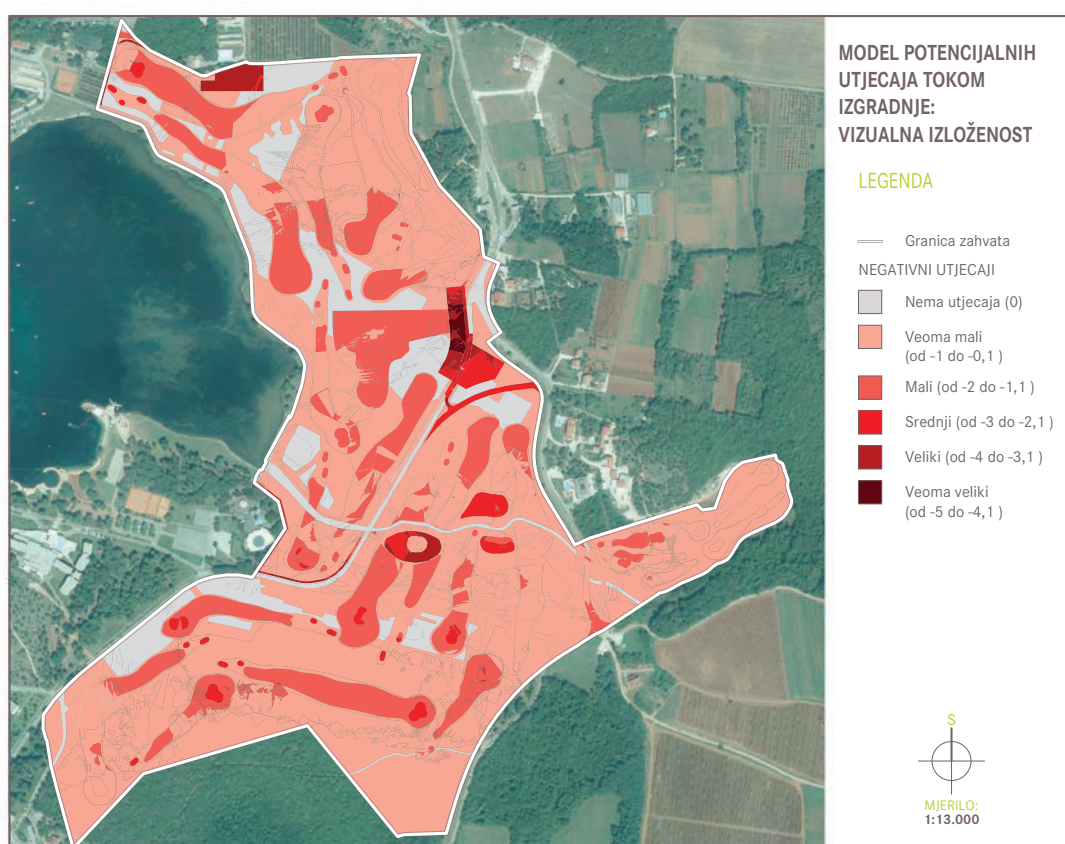 MODEL POTENCIJALNIH
UTJECAJA TOKOM
IZGRADNJE:
VIZUALNA IZLOŽENOST
LEGENDA
Granica zahvata
NEGATIVNI UTJECAJI
Nema utjecaja (0)
Veoma mali
(od -1 do -0,1 )
Mali (od -2 do -1,1 )
Srednji (od -3 do -2,1 )
Veliki (od -4 do -3,1 )
Veoma veliki
(od -5 do -4,1 )
S
MJERILO:
1:13.000